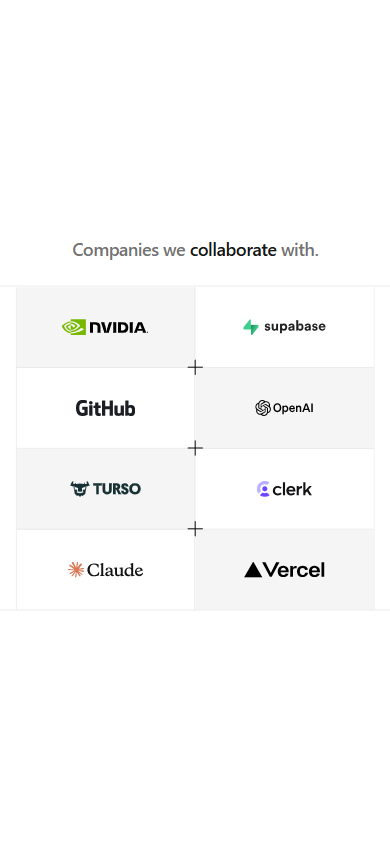 Companies we collaborate with.
NVIDIA.
supabase
GitHub
OpenAI
TURSO
clerk
Claude
Vercel